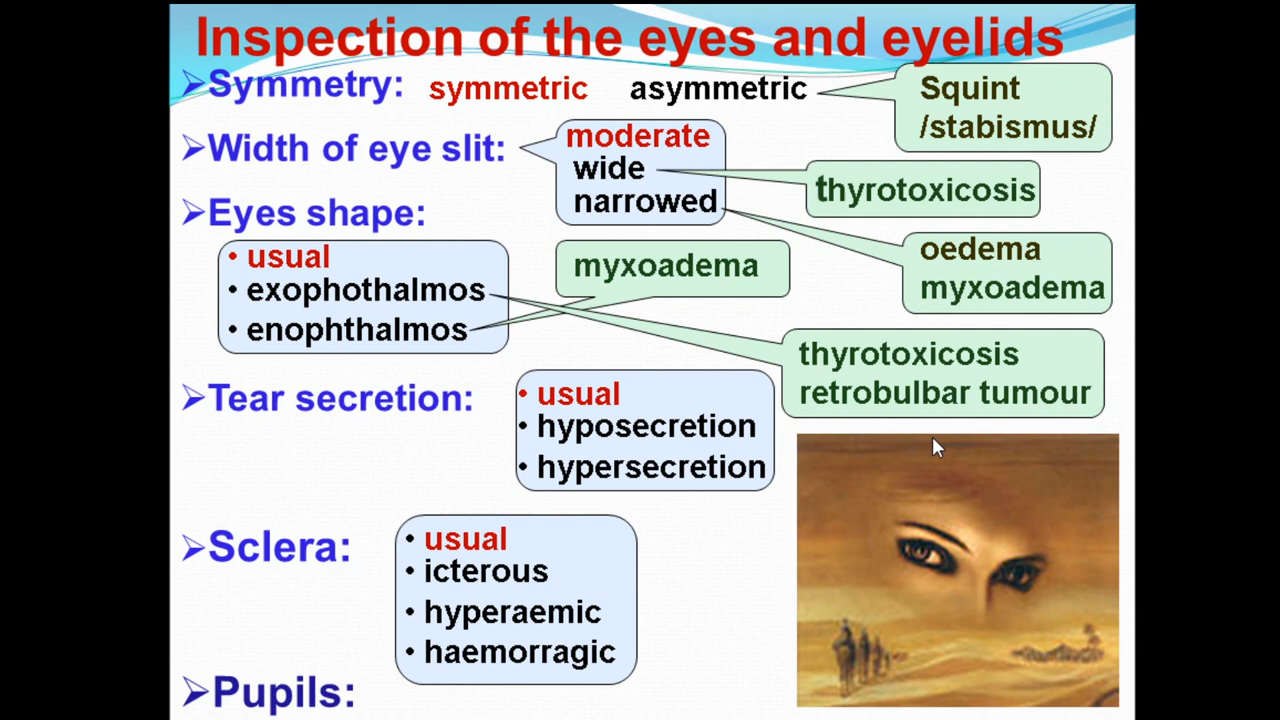 Inspection of the eyes and eyelids
➢Symmetry: symmetric asymmetric
Squint
/stabismus/
➢Width of eye slit:
moderate
wide
narrowed
thyrotoxicosis
oedema
myxoadema
➢Eyes shape:
• usual
• exophothalmos
• enophthalmos
myxoadema
thyrotoxicosis
retrobulbar tumour
➢Tear secretion:
• usual
• hyposecretion
• hypersecretion
➢Sclera:
• usual
• icterous
• hyperaemic
• haemorragic
➢Pupils: